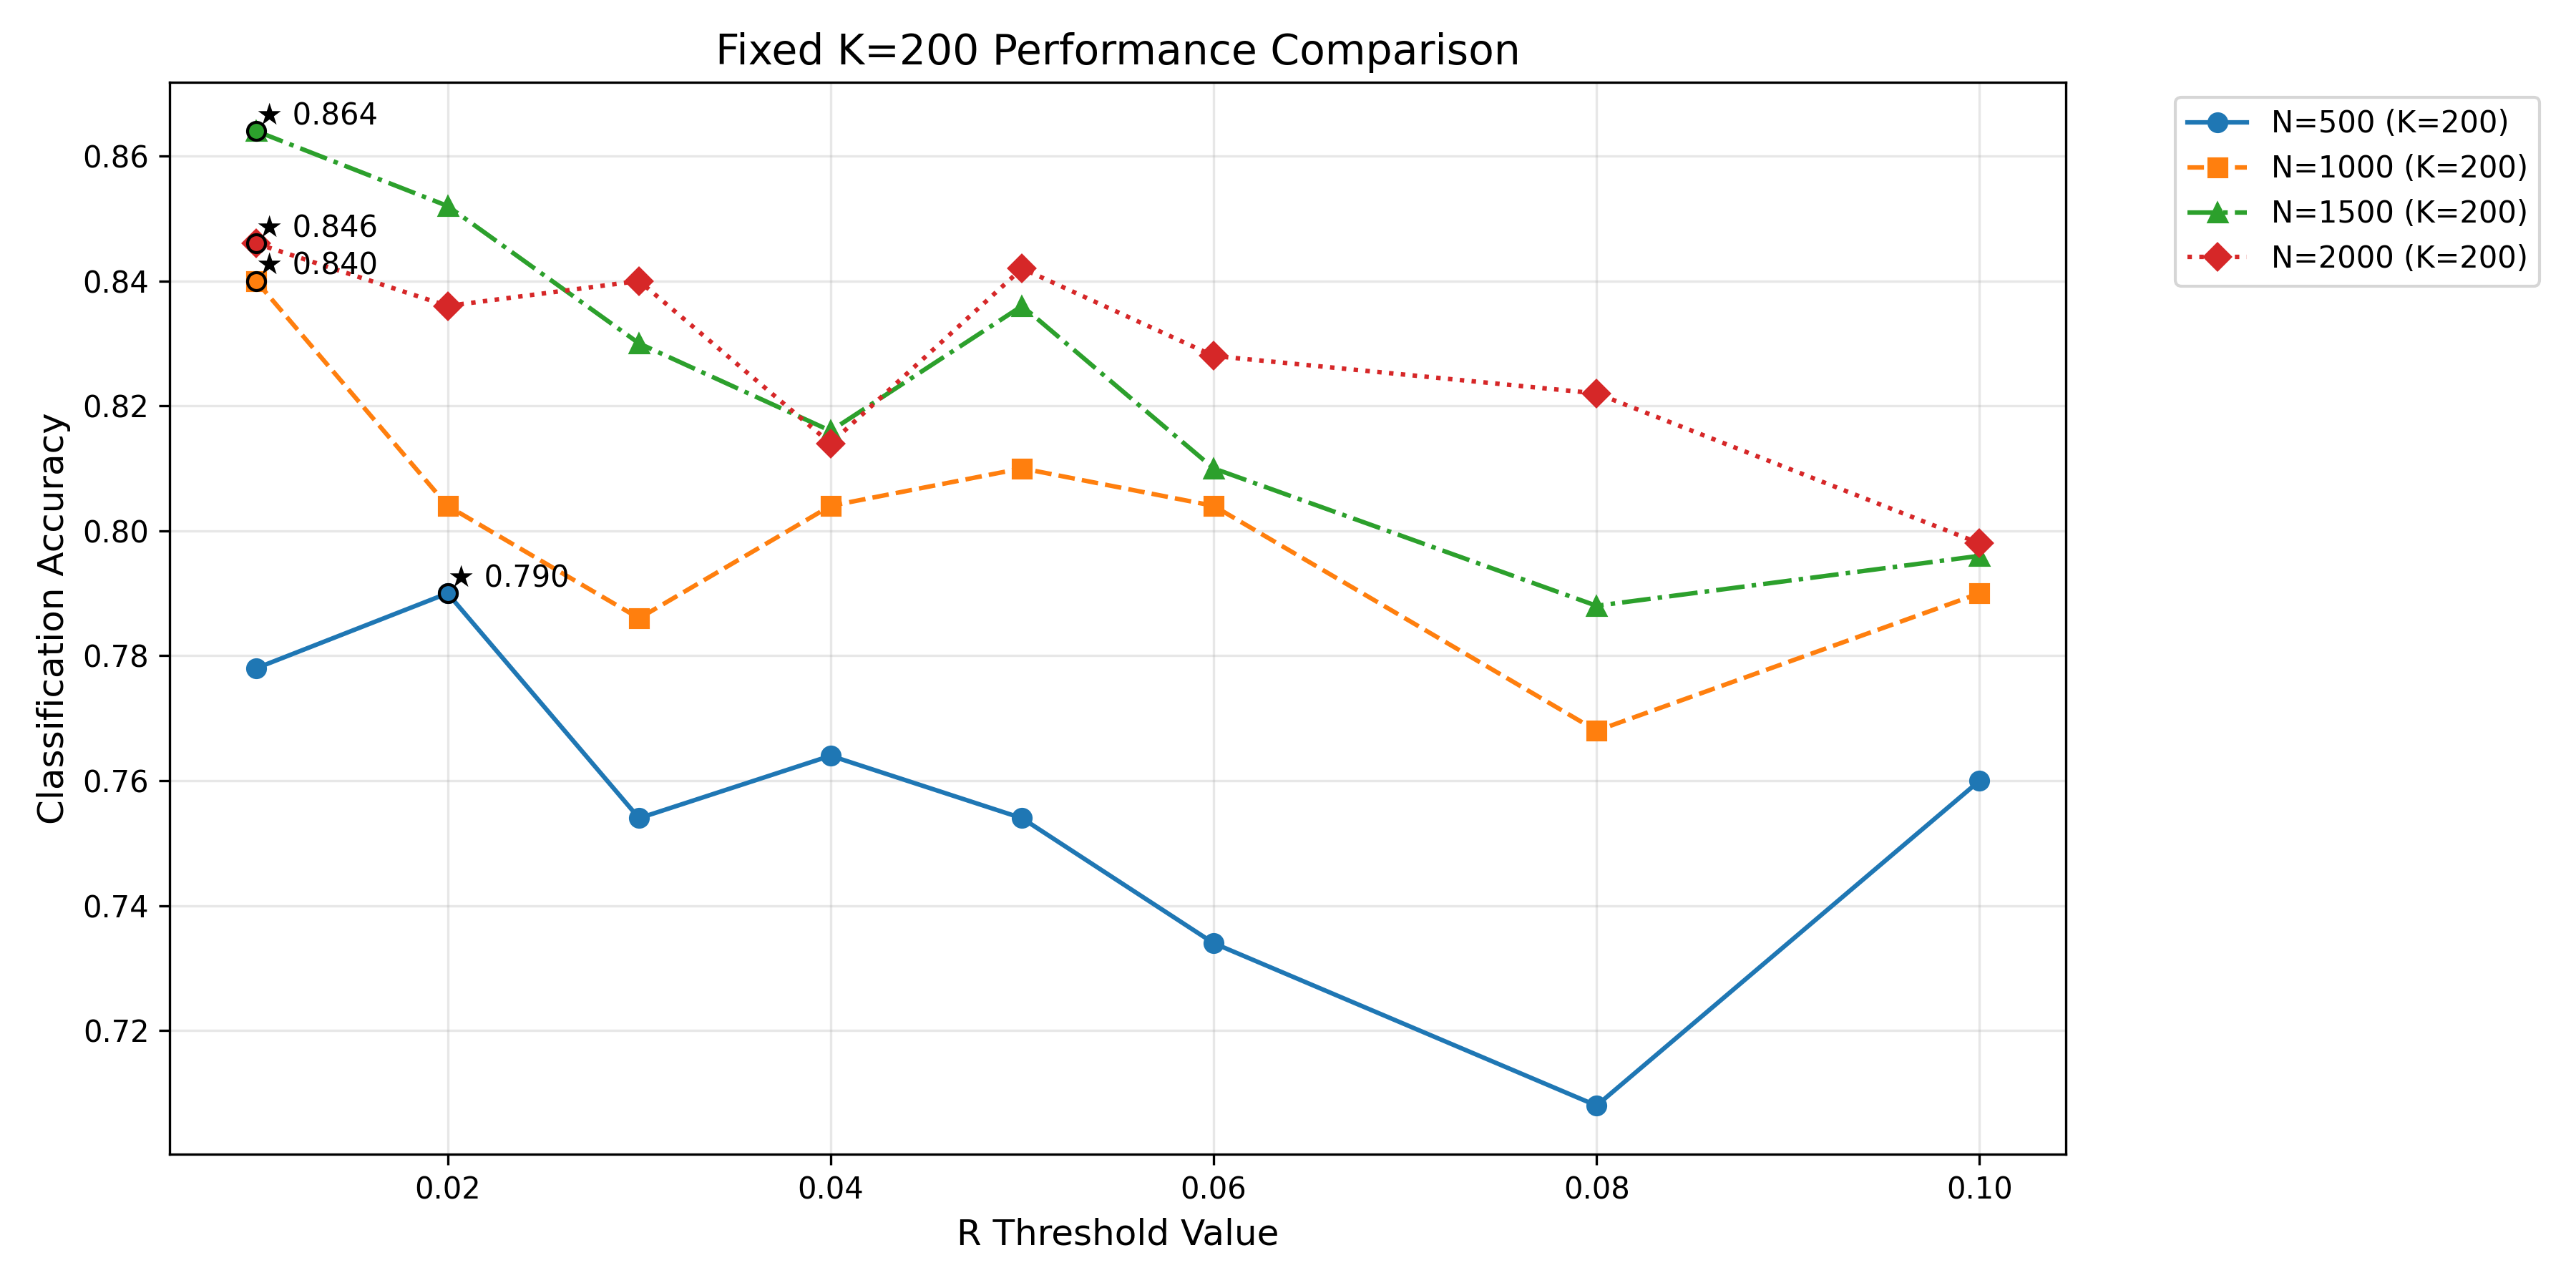 Fixed K=200 Performance Comparison
★ 0.864
★ 0.846
★ 0.840
★ 0.790
0.86
0.84
0.82
0.80
0.78
0.76
0.74
0.72
Classification Accuracy
0.02 0.04 0.06 0.08 0.10
R Threshold Value
N=500 (K=200)
N=1000 (K=200)
N=1500 (K=200)
N=2000 (K=200)